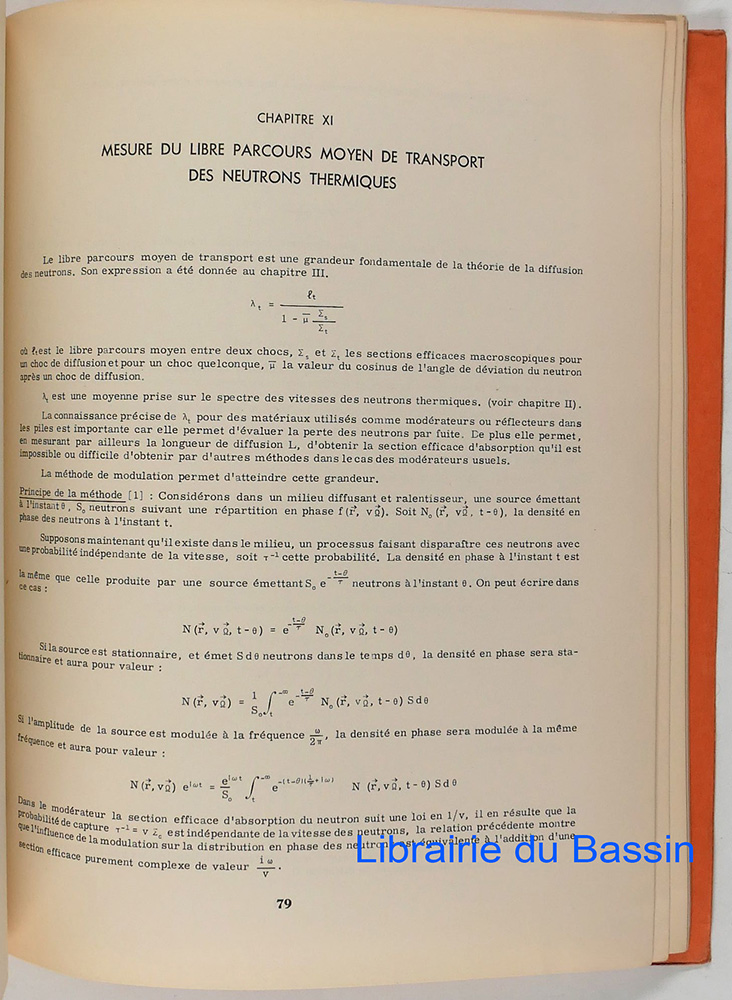 CHAPITRE XI
MESURE DU LIBRE PARCOURS MOYEN DE TRANSPORT
DES NEUTRONS THERMIQUES
Le libre parcours moyen de transport est une grandeur fondamentale de la théorie de la diffusion
des neutrons. Son expression a été donnée au chapitre III.
λt = ℓt / (1 - μ̄ Σs/Σt)
où ℓt est le libre parcours moyen entre deux chocs, Σs et Σt les sections efficaces macroscopiques pour
un choc de diffusion et pour un choc quelconque, μ̄ la valeur du cosinus de l'angle de déviation du neutron
après un choc de diffusion.
λt est une moyenne prise sur le spectre des vitesses des neutrons thermiques. (voir chapitre II).
La connaissance précise de λt pour des matériaux utilisés comme modérateurs ou réflecteurs dans
les piles est importante car elle permet d'évaluer la perte des neutrons par fuite. De plus elle permet,
en mesurant par ailleurs la longueur de diffusion L, d'obtenir la section efficace d'absorption qu'il est
impossible ou difficile d'obtenir par d'autres méthodes dans le cas des modérateurs usuels.
La méthode de modulation permet d'atteindre cette grandeur.
Principe de la méthode [1] : Considérons dans un milieu diffusant et ralentisseur, une source émettant
à l'instant θ, So neutrons suivant une répartition en phase f(r⃗, vΩ⃗). Soit No (r⃗, vΩ⃗, t-θ), la densité en
phase des neutrons à l'instant t.
Supposons maintenant qu'il existe dans le milieu, un processus faisant disparaître ces neutrons avec
une probabilité indépendante de la vitesse, soit τ⁻¹ cette probabilité. La densité en phase à l'instant t est
la même que celle produite par une source émettant So e^(-(t-θ)/τ) neutrons à l'instant θ. On peut écrire dans
ce cas :
N (r⃗, v Ω⃗, t-θ) = e^(-(t-θ)/τ) No (r⃗, v Ω⃗, t-θ)
Si la source est stationnaire, et émet S dθ neutrons dans le temps dθ, la densité en phase sera sta-
tionnaire et aura pour valeur :
N (r⃗, vΩ⃗) = 1/So ∫t^-∞ e^(-(t-θ)/τ) No (r⃗, vΩ⃗, t-θ) S dθ
Si l'amplitude de la source est modulée à la fréquence ω/2π, la densité en phase sera modulée à la même
fréquence et aura pour valeur :
N (r⃗, vΩ⃗) e^(iωt) = e^(iωt)/So ∫t^-∞ e^(-(t-θ)(1/τ+iω)) N (r⃗, vΩ⃗, t-θ) S dθ
Dans le modérateur la section efficace d'absorption du neutron suit une loi en 1/v, il en résulte que la
probabilité de capture τ⁻¹ = v Σc est indépendante de la vitesse des neutrons, la relation précédente montre
que l'influence de la modulation sur la distribution en phase des neutrons est équivalente à l'addition d'une
section efficace purement complexe de valeur iω/v.
79
Librairie du Bassin